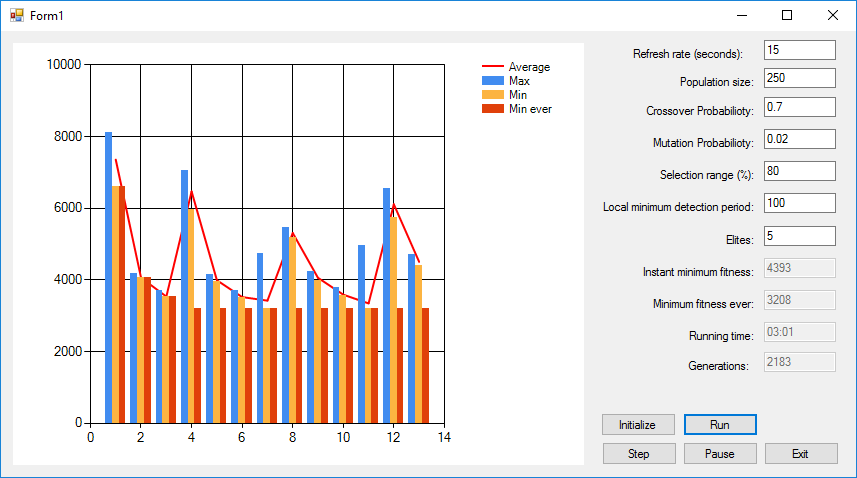 Form1
10000
8000
6000
4000
2000
0
0 2 4 6 8 10 12 14
Average
Max
Min
Min ever
Refresh rate (seconds): 15
Population size: 250
Crossover Probabilioty: 0.7
Mutation Probabilioty: 0.02
Selection range (%): 80
Local minimum detection period: 100
Elites: 5
Instant minimum fitness: 4393
Minimum fitness ever: 3208
Running time: 03:01
Generations: 2183
Initialize Run
Step Pause Exit